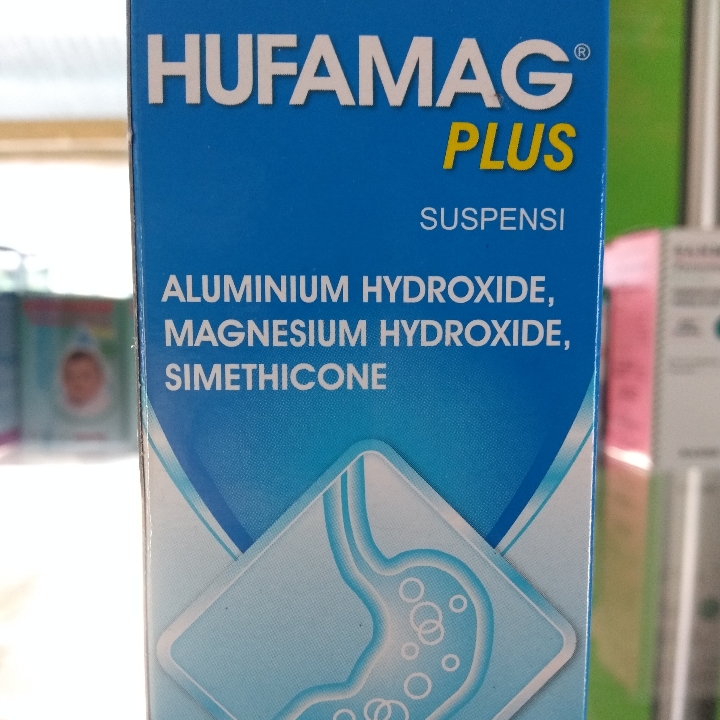 HUFAMAG®
PLUS
SUSPENSI
ALUMINIUM HYDROXIDE,
MAGNESIUM HYDROXIDE,
SIMETHICONE